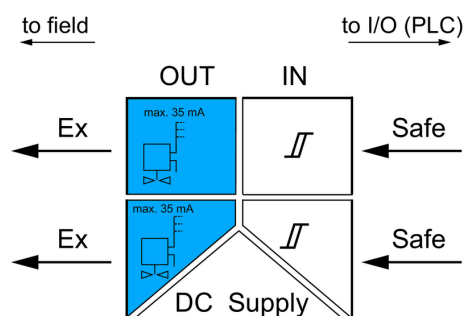 to field
to I/O (PLC)
OUT
IN
max. 35 mA
Ex
Safe
max. 35 mA
Ex
Safe
DC Supply